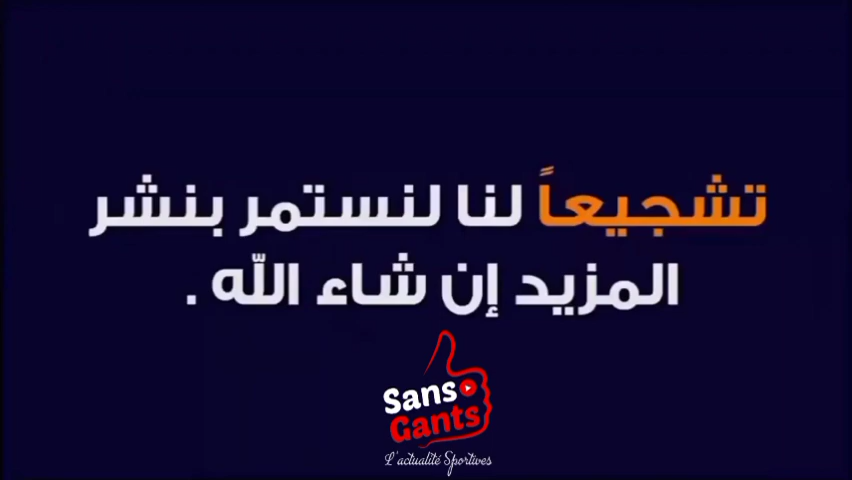 تشجيعاً لنا لنستمر بنشر
المزيد إن شاء الله .
Sans
Gants
L'actualité Sportives